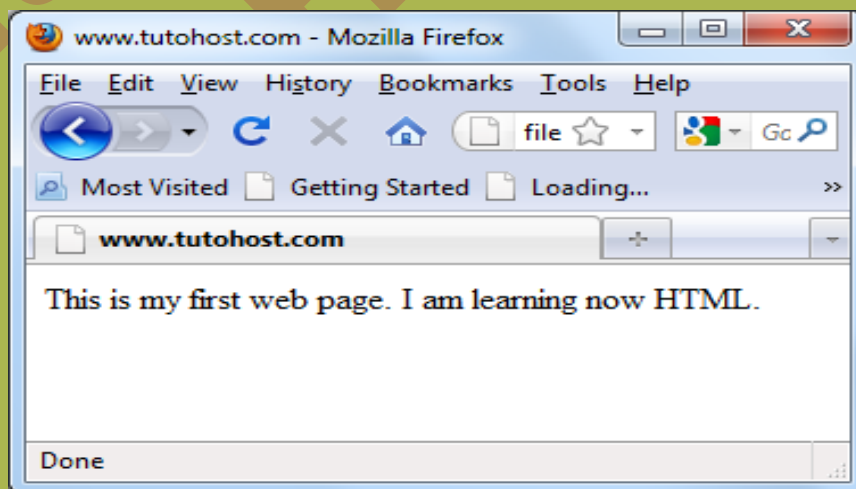 www.tutohost.com - Mozilla Firefox
File Edit View History Bookmarks Tools Help
file Gc
Most Visited Getting Started Loading... »
www.tutohost.com
This is my first web page. I am learning now HTML.
Done